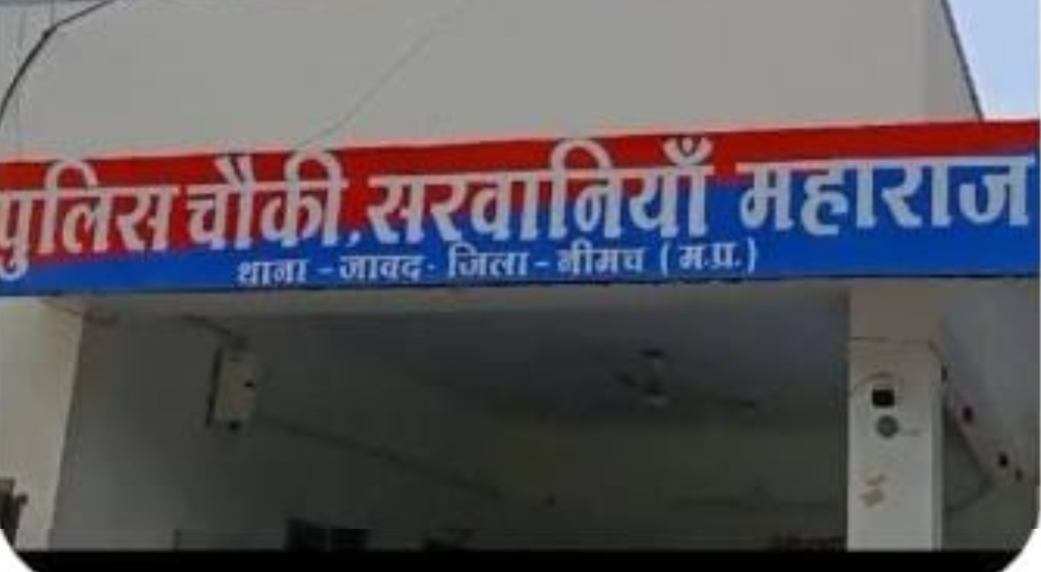 पुलिस चौकी, सरवानियाँ महाराज
थाना - जावद - जिला - नीमच (म.प्र.)